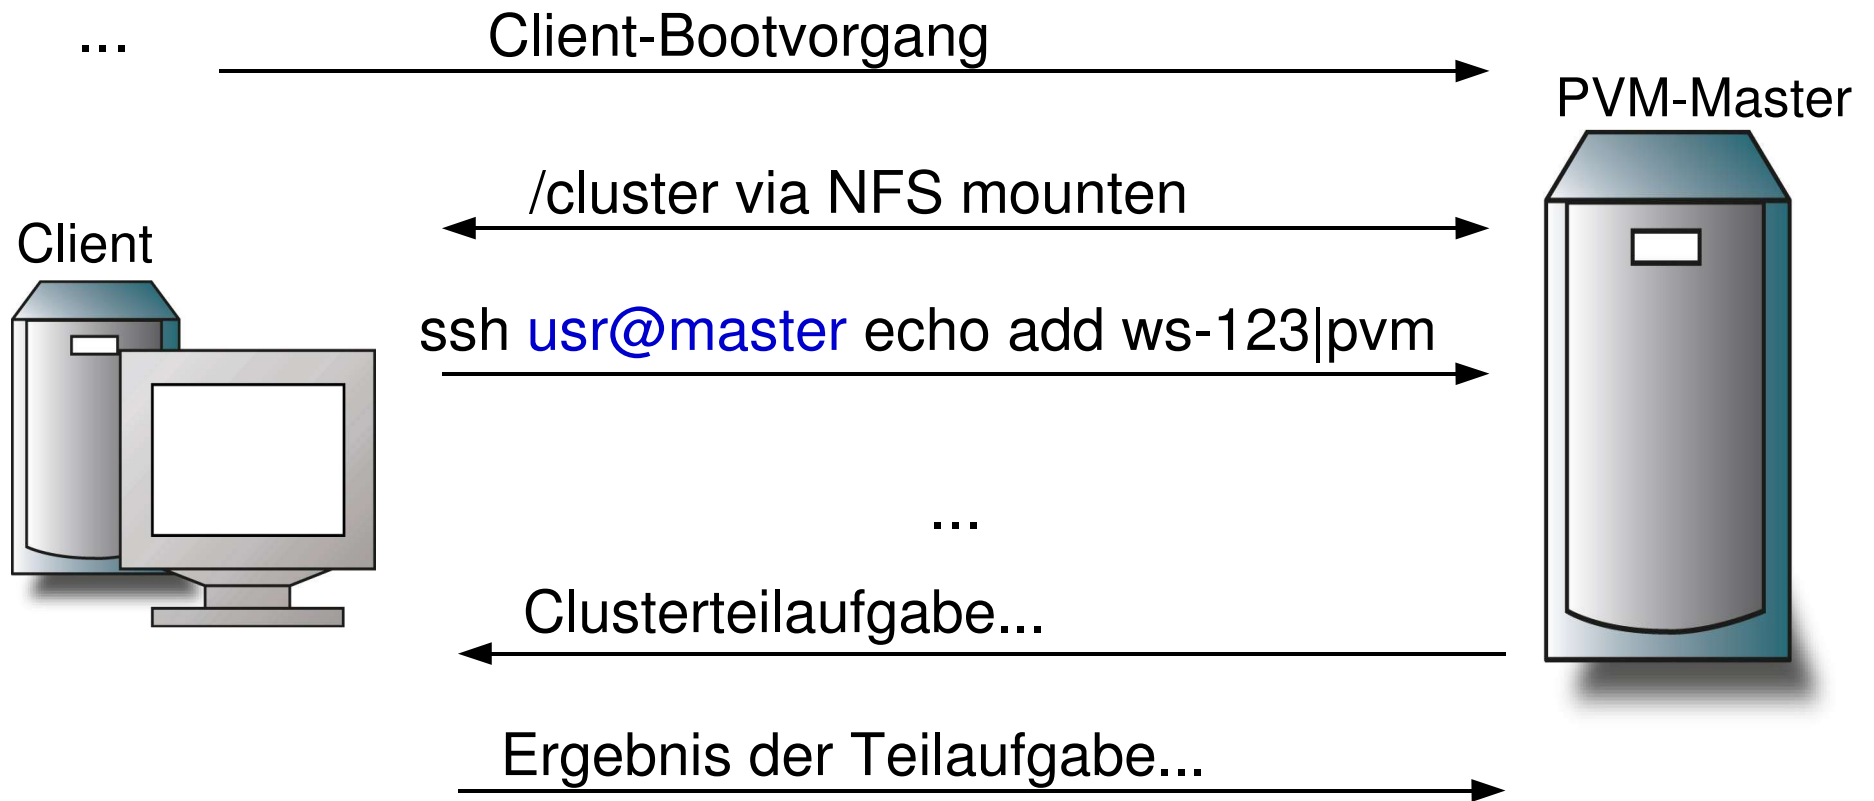 ...
Client-Bootvorgang
PVM-Master
/cluster via NFS mounten
Client
ssh usr@master echo add ws-123|pvm
...
Clusterteilaufgabe...
Ergebnis der Teilaufgabe...